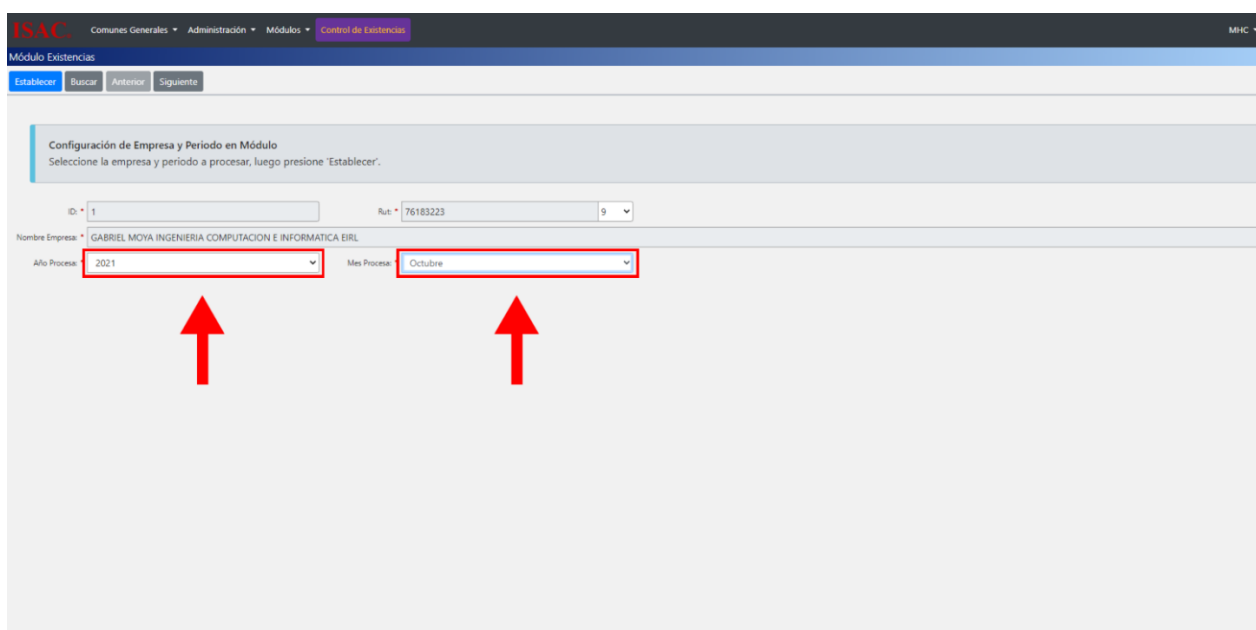 ISAC. Comunes Generales Administración Módulos Control de Existencias MHC
Módulo Existencias
Establecer Buscar Anterior Siguiente
Configuración de Empresa y Periodo en Módulo
Seleccione la empresa y periodo a procesar, luego presione 'Establecer'.
ID: * 1 Rut: * 76183223 9
Nombre Empresa: * GABRIEL MOYA INGENIERIA COMPUTACION E INFORMATICA EIRL
Año Procesa: * 2021 Mes Procesa: * Octubre